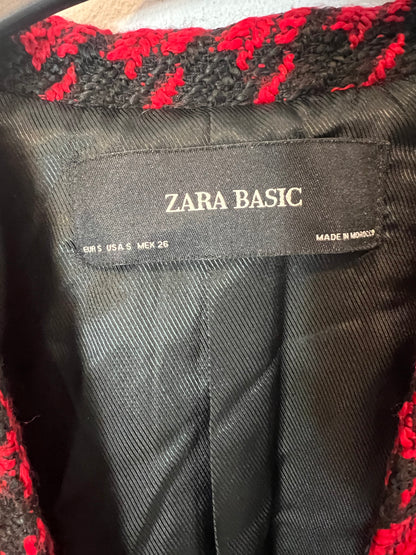 ZARA BASIC
EUR S USA S MEX 26 MADE IN MOROCCO